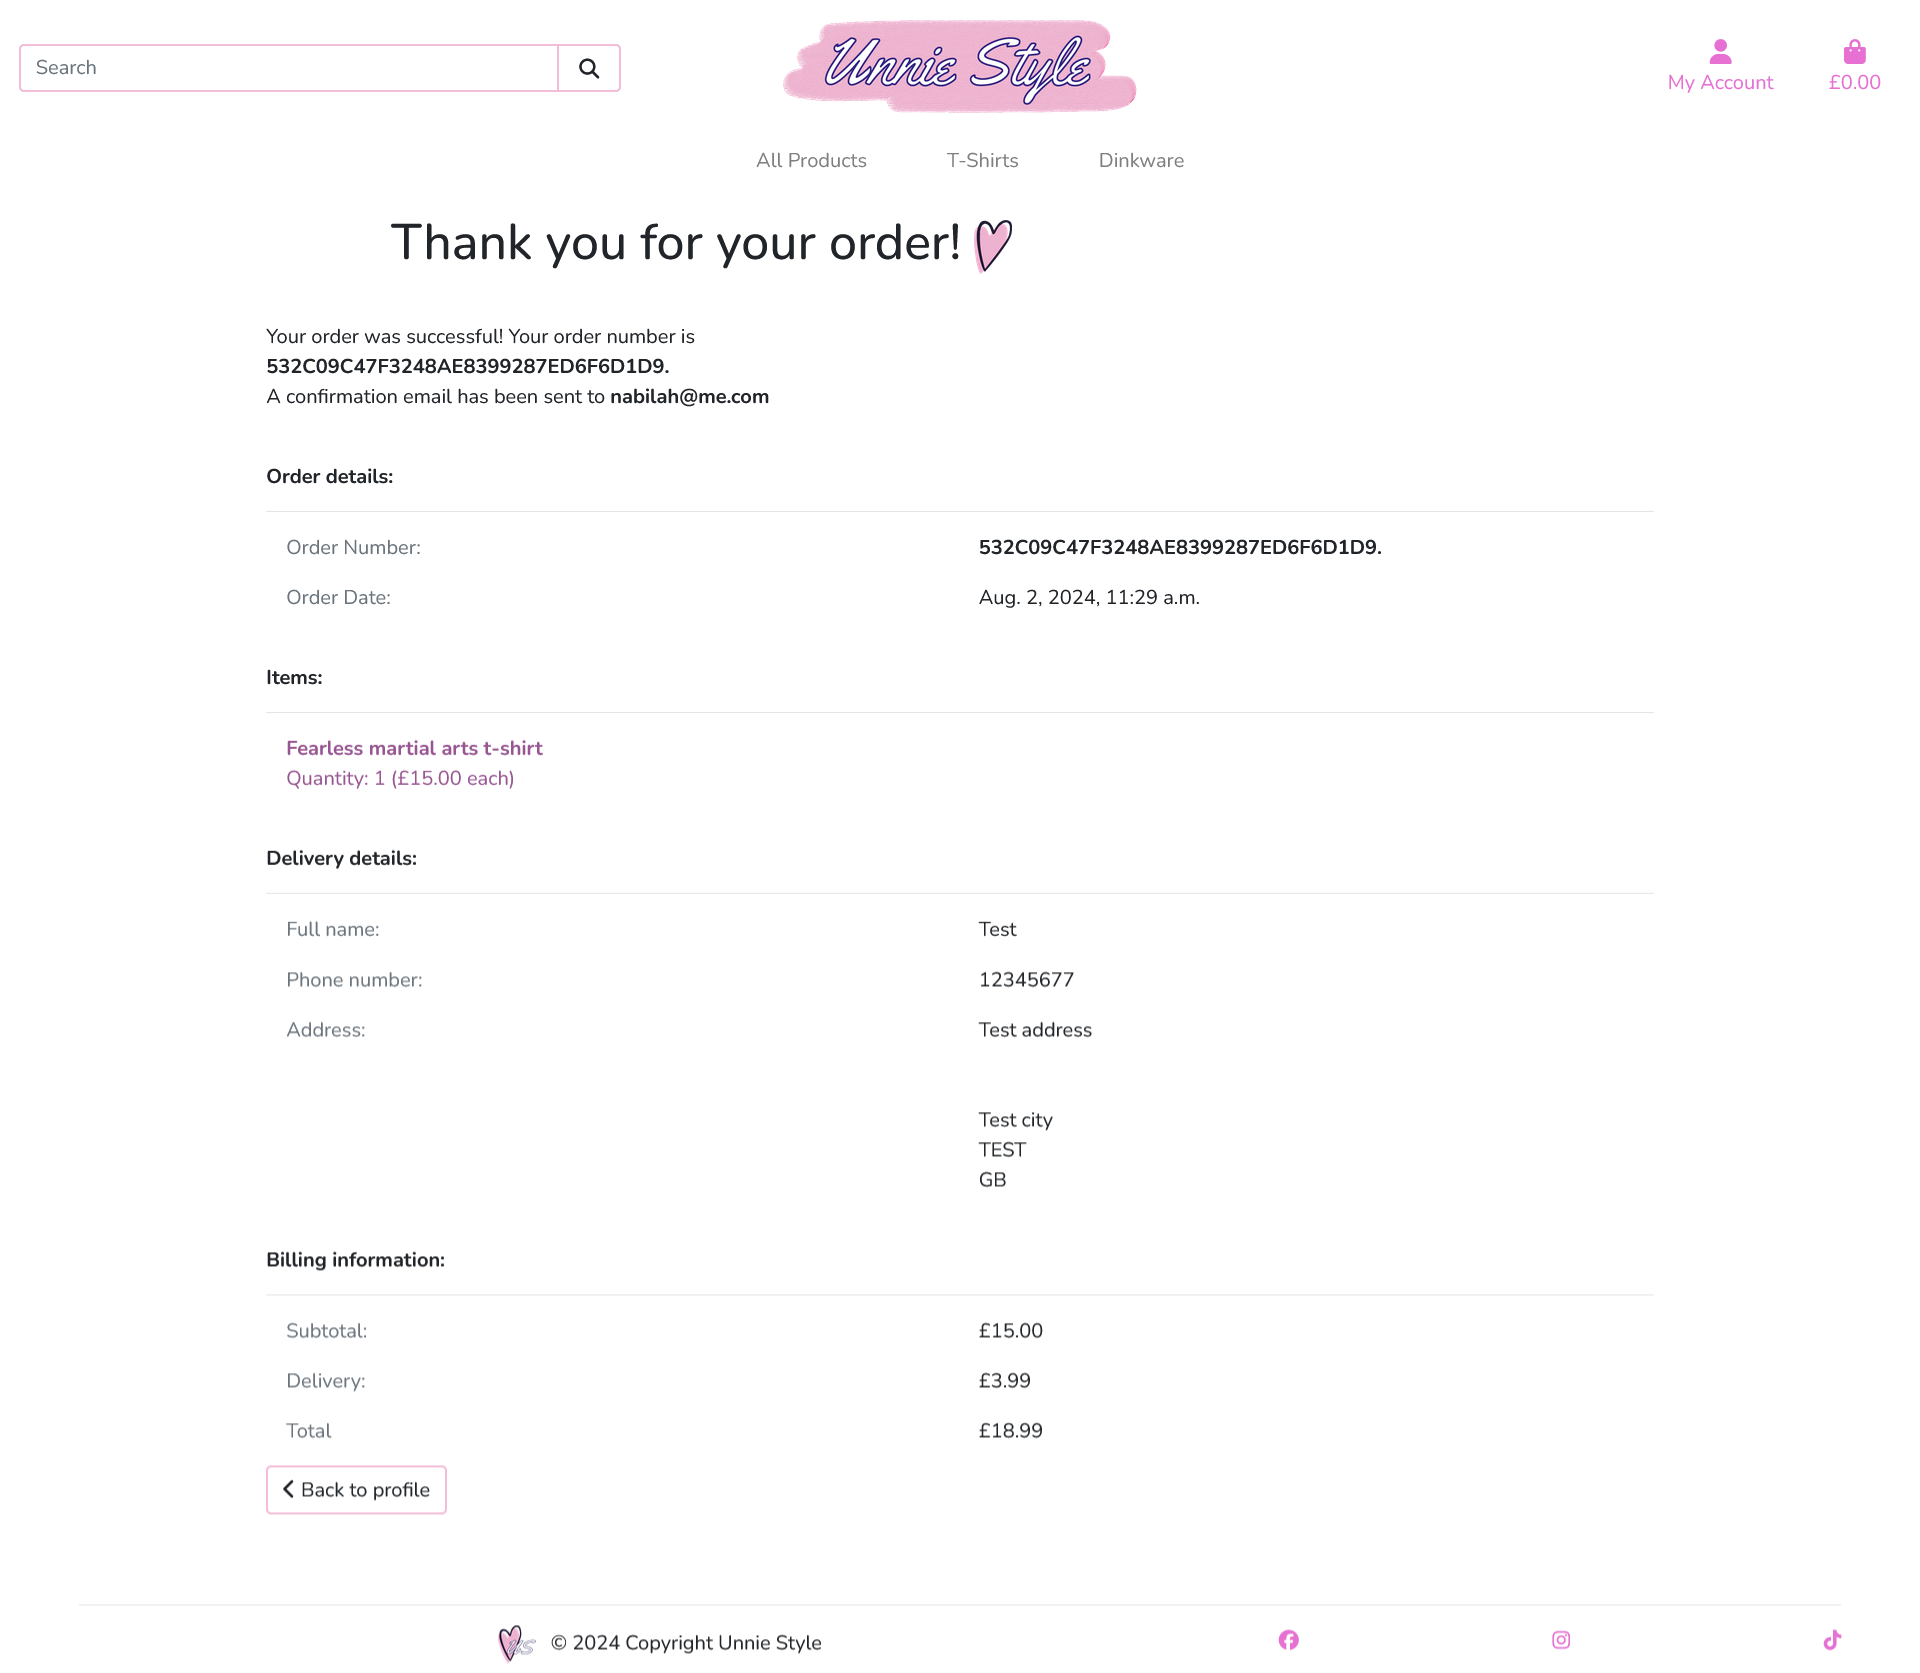 Search
Unnie Style
My Account
£0.00
All Products
T-Shirts
Dinkware
Thank you for your order!
Your order was successful! Your order number is
532C09C47F3248AE8399287ED6F6D1D9.
A confirmation email has been sent to nabilah@me.com
Order details:
Order Number: 532C09C47F3248AE8399287ED6F6D1D9.
Order Date: Aug. 2, 2024, 11:29 a.m.
Items:
Fearless martial arts t-shirt
Quantity: 1 (£15.00 each)
Delivery details:
Full name: Test
Phone number: 12345677
Address: Test address
Test city
TEST
GB
Billing information:
Subtotal: £15.00
Delivery: £3.99
Total £18.99
Back to profile
US © 2024 Copyright Unnie Style